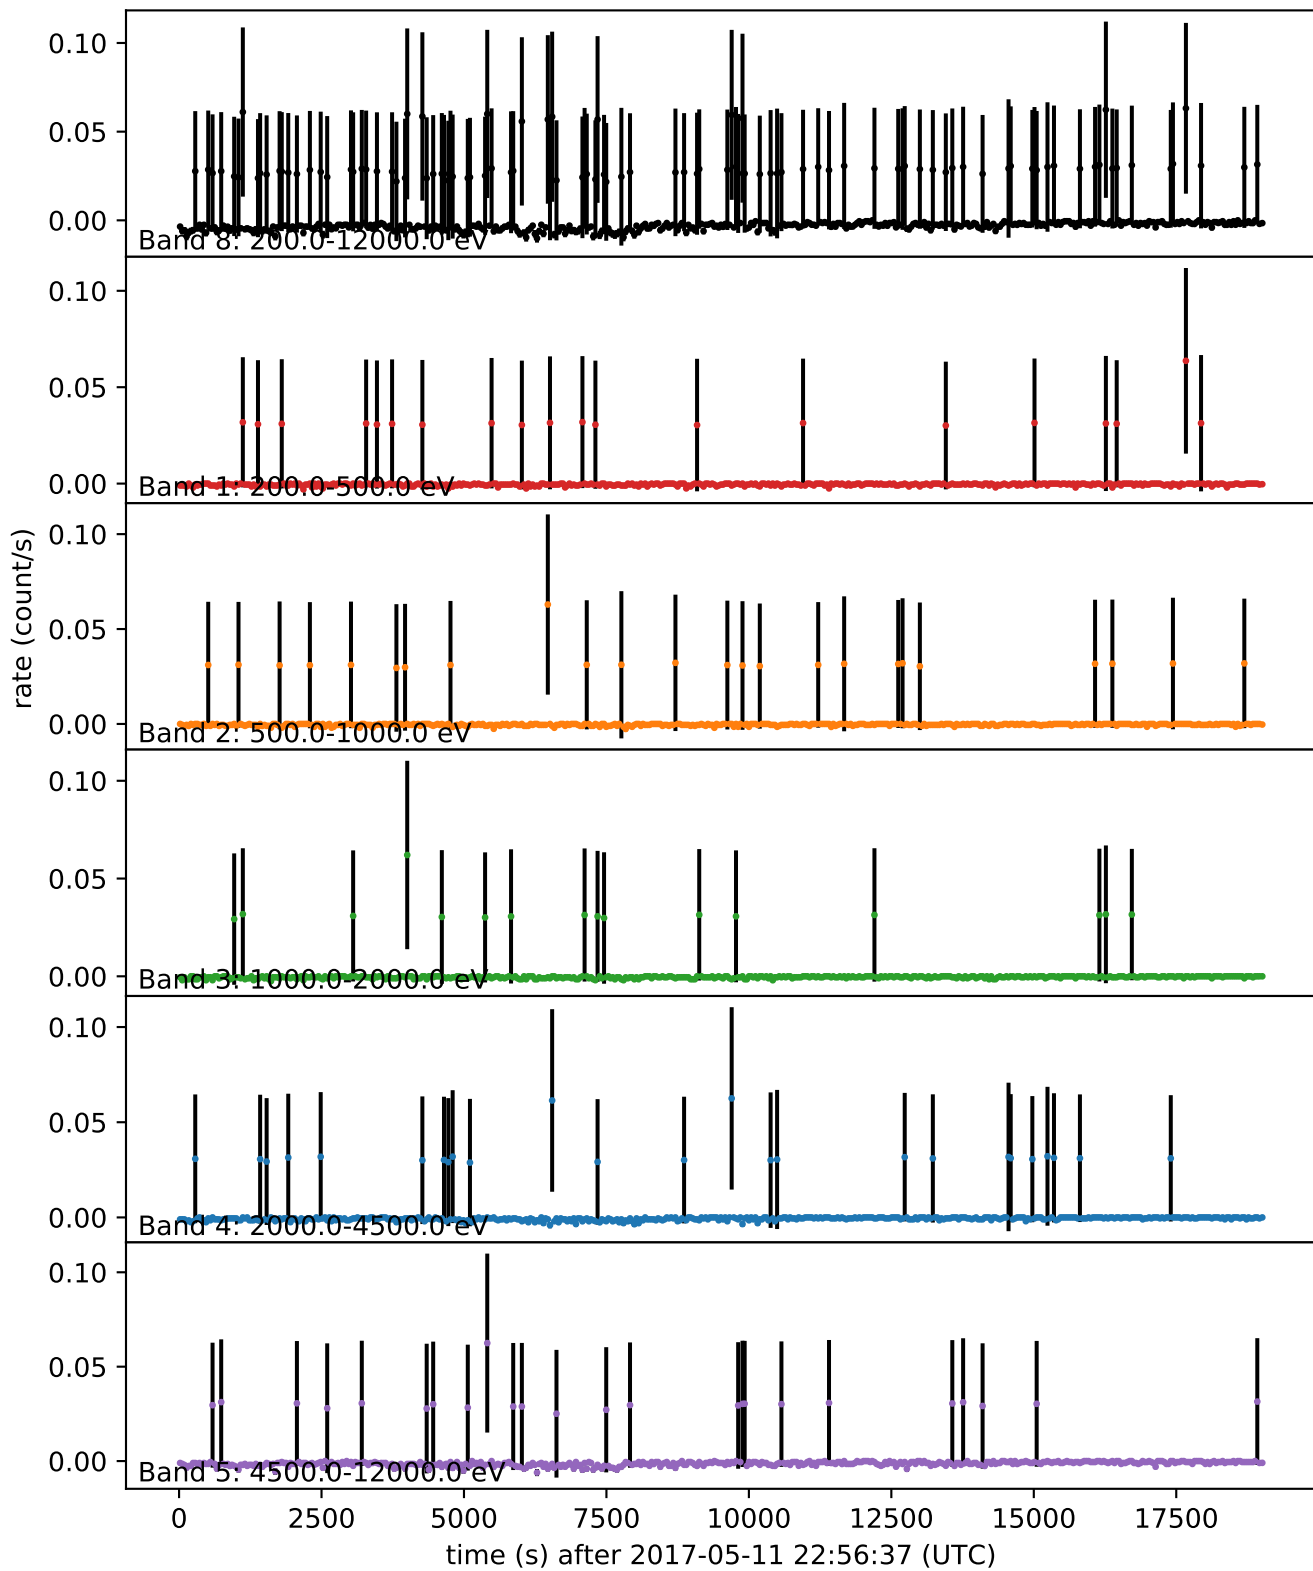 0.10
0.05
0.00
Band 8: 200.0-12000.0 eV
0.10
0.05
0.00
Band 1: 200.0-500.0 eV
0.10
0.05
0.00
Band 2: 500.0-1000.0 eV
rate (count/s)
0.10
0.05
0.00
Band 3: 1000.0-2000.0 eV
0.10
0.05
0.00
Band 4: 2000.0-4500.0 eV
0.10
0.05
0.00
Band 5: 4500.0-12000.0 eV
0 2500 5000 7500 10000 12500 15000 17500
time (s) after 2017-05-11 22:56:37 (UTC)